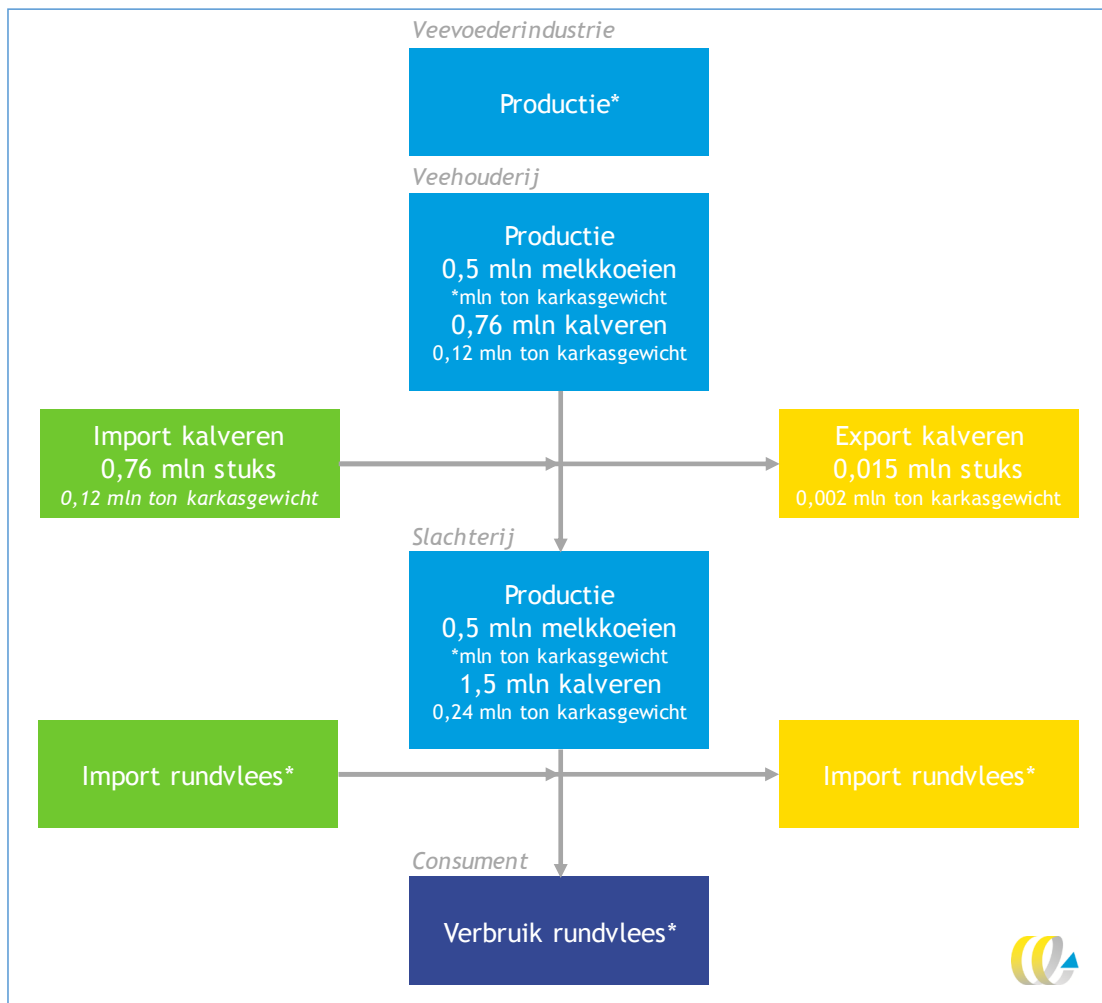 Veevoederindustrie
Productie*
Veehouderij
Productie
0,5 mln melkkoeien
*mln ton karkasgewicht
0,76 mln kalveren
0,12 mln ton karkasgewicht
Import kalveren
0,76 mln stuks
0,12 mln ton karkasgewicht
Export kalveren
0,015 mln stuks
0,002 mln ton karkasgewicht
Slachterij
Productie
0,5 mln melkkoeien
*mln ton karkasgewicht
1,5 mln kalveren
0,24 mln ton karkasgewicht
Import rundvlees*
Import rundvlees*
Consument
Verbruik rundvlees*